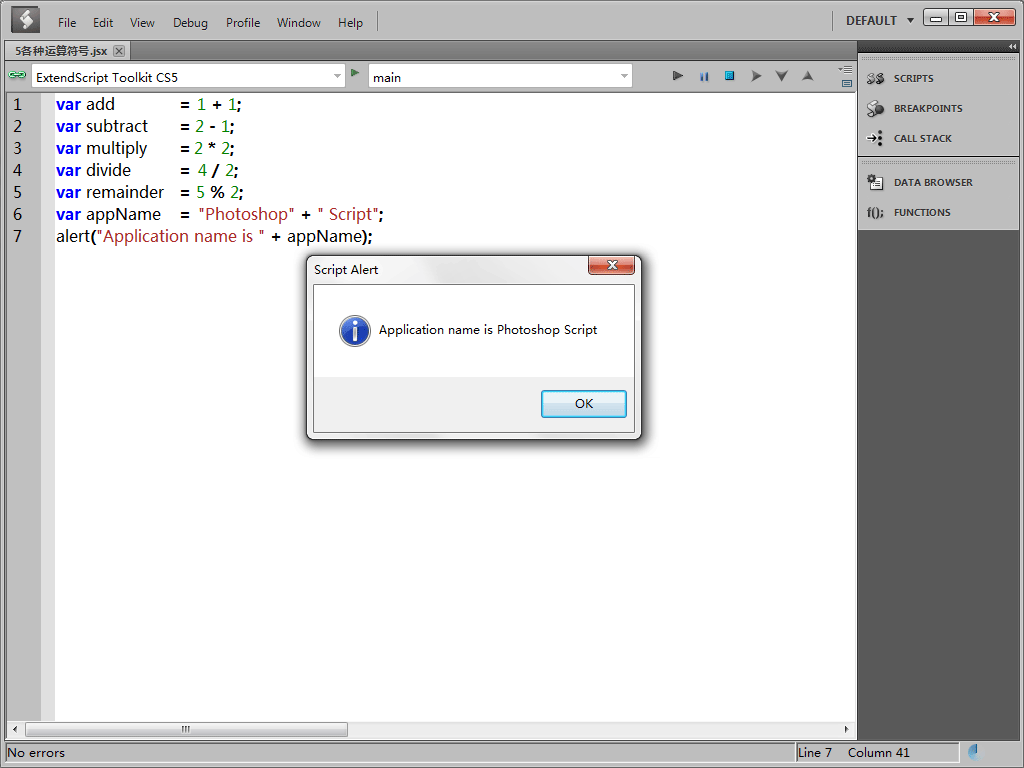 File Edit View Debug Profile Window Help DEFAULT
5各种运算符号.jsx
ExtendScript Toolkit CS5 main
1 var add = 1 + 1;
2 var subtract = 2 - 1;
3 var multiply = 2 * 2;
4 var divide = 4 / 2;
5 var remainder = 5 % 2;
6 var appName = "Photoshop" + " Script";
7 alert("Application name is " + appName);
Script Alert
Application name is Photoshop Script
OK
SCRIPTS
BREAKPOINTS
CALL STACK
DATA BROWSER
f(); FUNCTIONS
No errors Line 7 Column 41